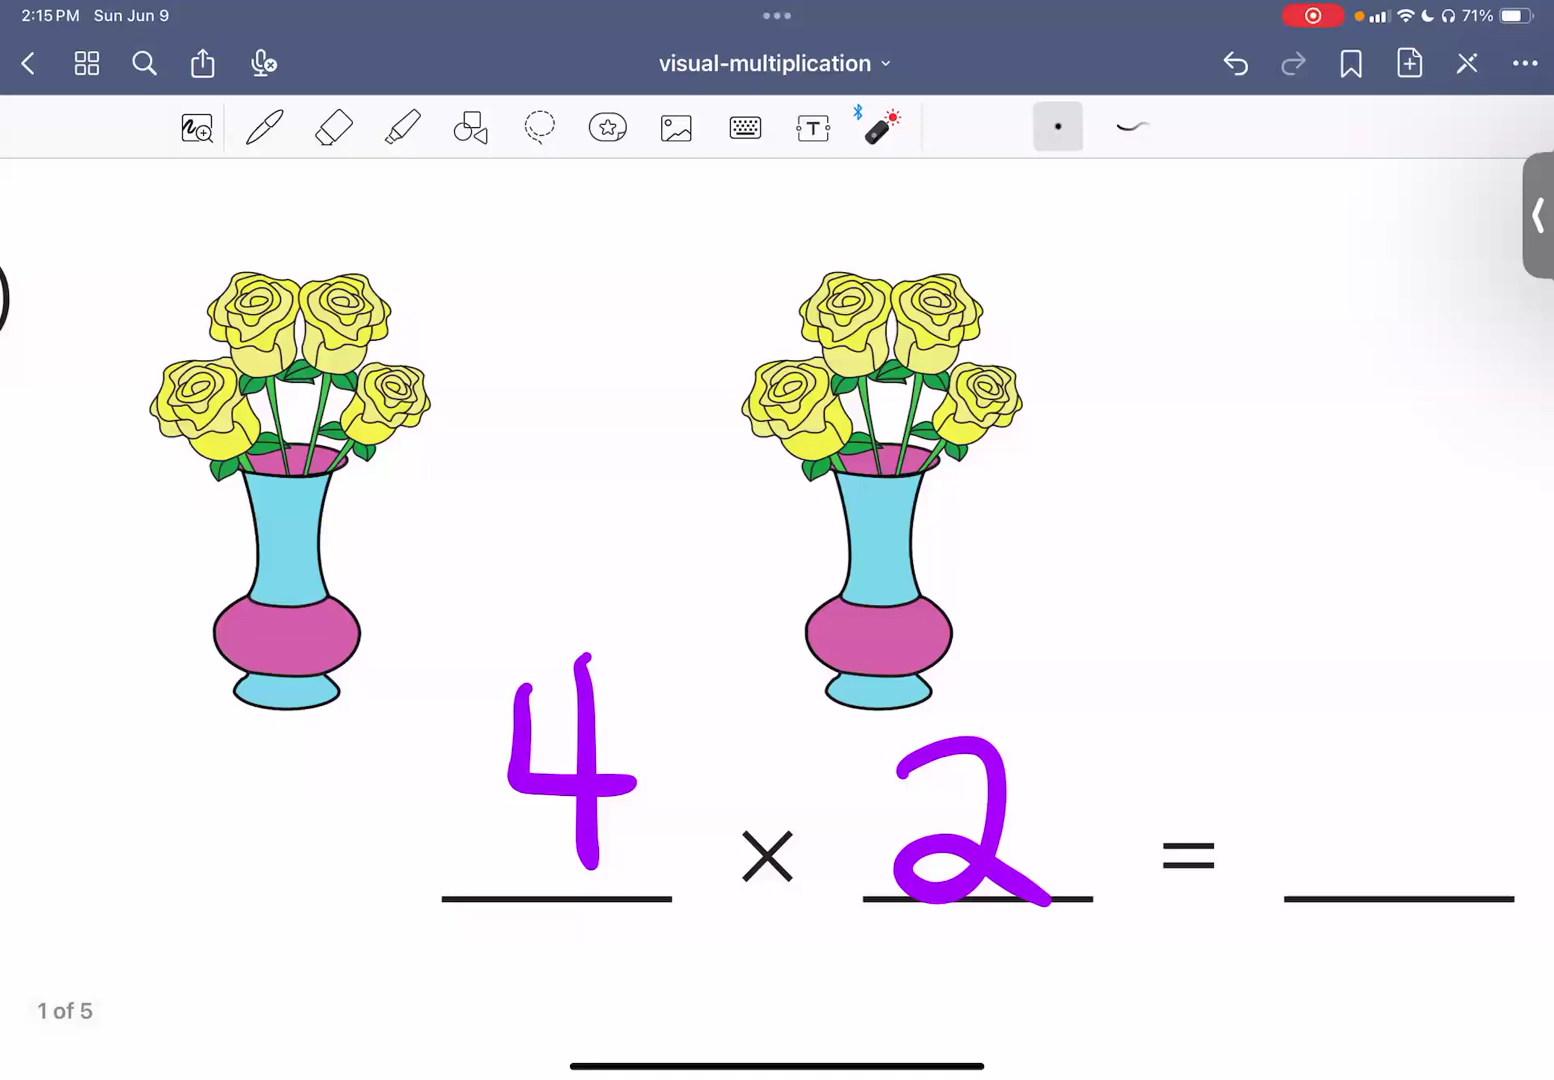 2:15 PM Sun Jun 9
71%
visual-multiplication
T
)
4 × 2 =
1 of 5